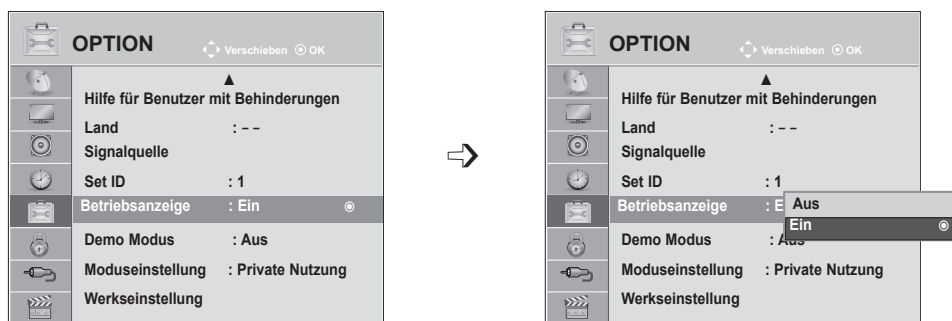 OPTION
Verschieben OK
▲
Hilfe für Benutzer mit Behinderungen
Land : – –
Signalquelle
Set ID : 1
Betriebsanzeige : Ein
Demo Modus : Aus
Moduseinstellung : Private Nutzung
Werkseinstellung
OPTION
Verschieben OK
▲
Hilfe für Benutzer mit Behinderungen
Land : – –
Signalquelle
Set ID : 1
Betriebsanzeige : E
Aus
Ein
Demo Modus : Aus
Moduseinstellung : Private Nutzung
Werkseinstellung